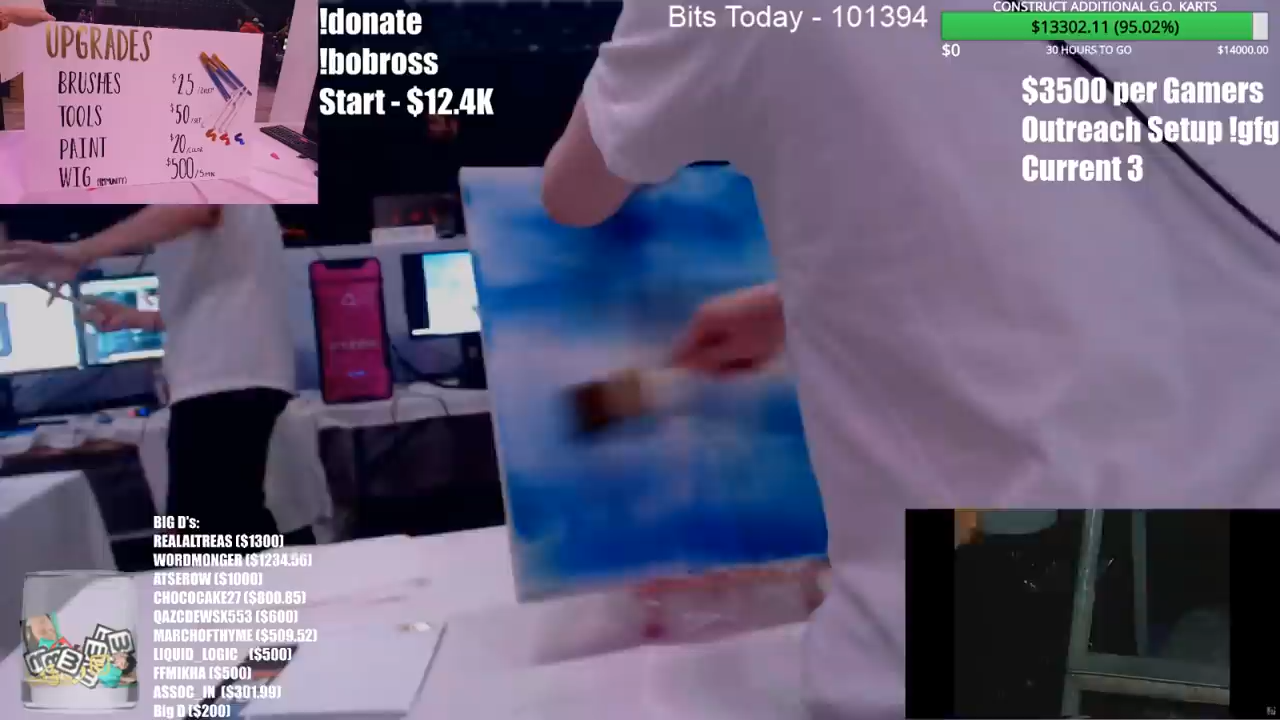 UPGRADES
BRUSHES $25
TOOLS $50
PAINT $20
WIG $500
!donate
!bobross
Start - $12.4K
Bits Today - 101394
CONSTRUCT ADDITIONAL G.O. KARTS
$13302.11 (95.02%)
$0 30 HOURS TO GO $14000.00
$3500 per Gamers
Outreach Setup !gfg
Current 3
BIG D's:
REALALTREAS ($1300)
WORDMONGER ($1234.56)
ATSEROW ($1000)
CHOCOCAKE27 ($800.85)
QAZCDEWSX553 ($600)
MARCHOFTHYME ($509.52)
LIQUID_LOGIC_ ($500)
FFMIKHA ($500)
ASSOC_IN ($301.99)
Big D ($200)